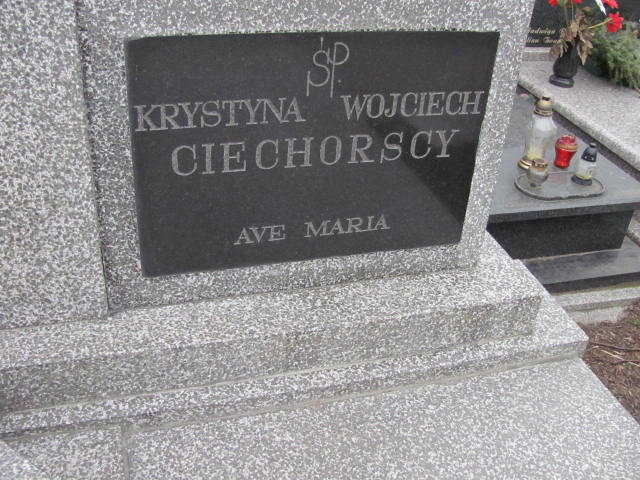 ŚP.
KRYSTYNA WOJCIECH
CIECHORSCY
AVE MARIA